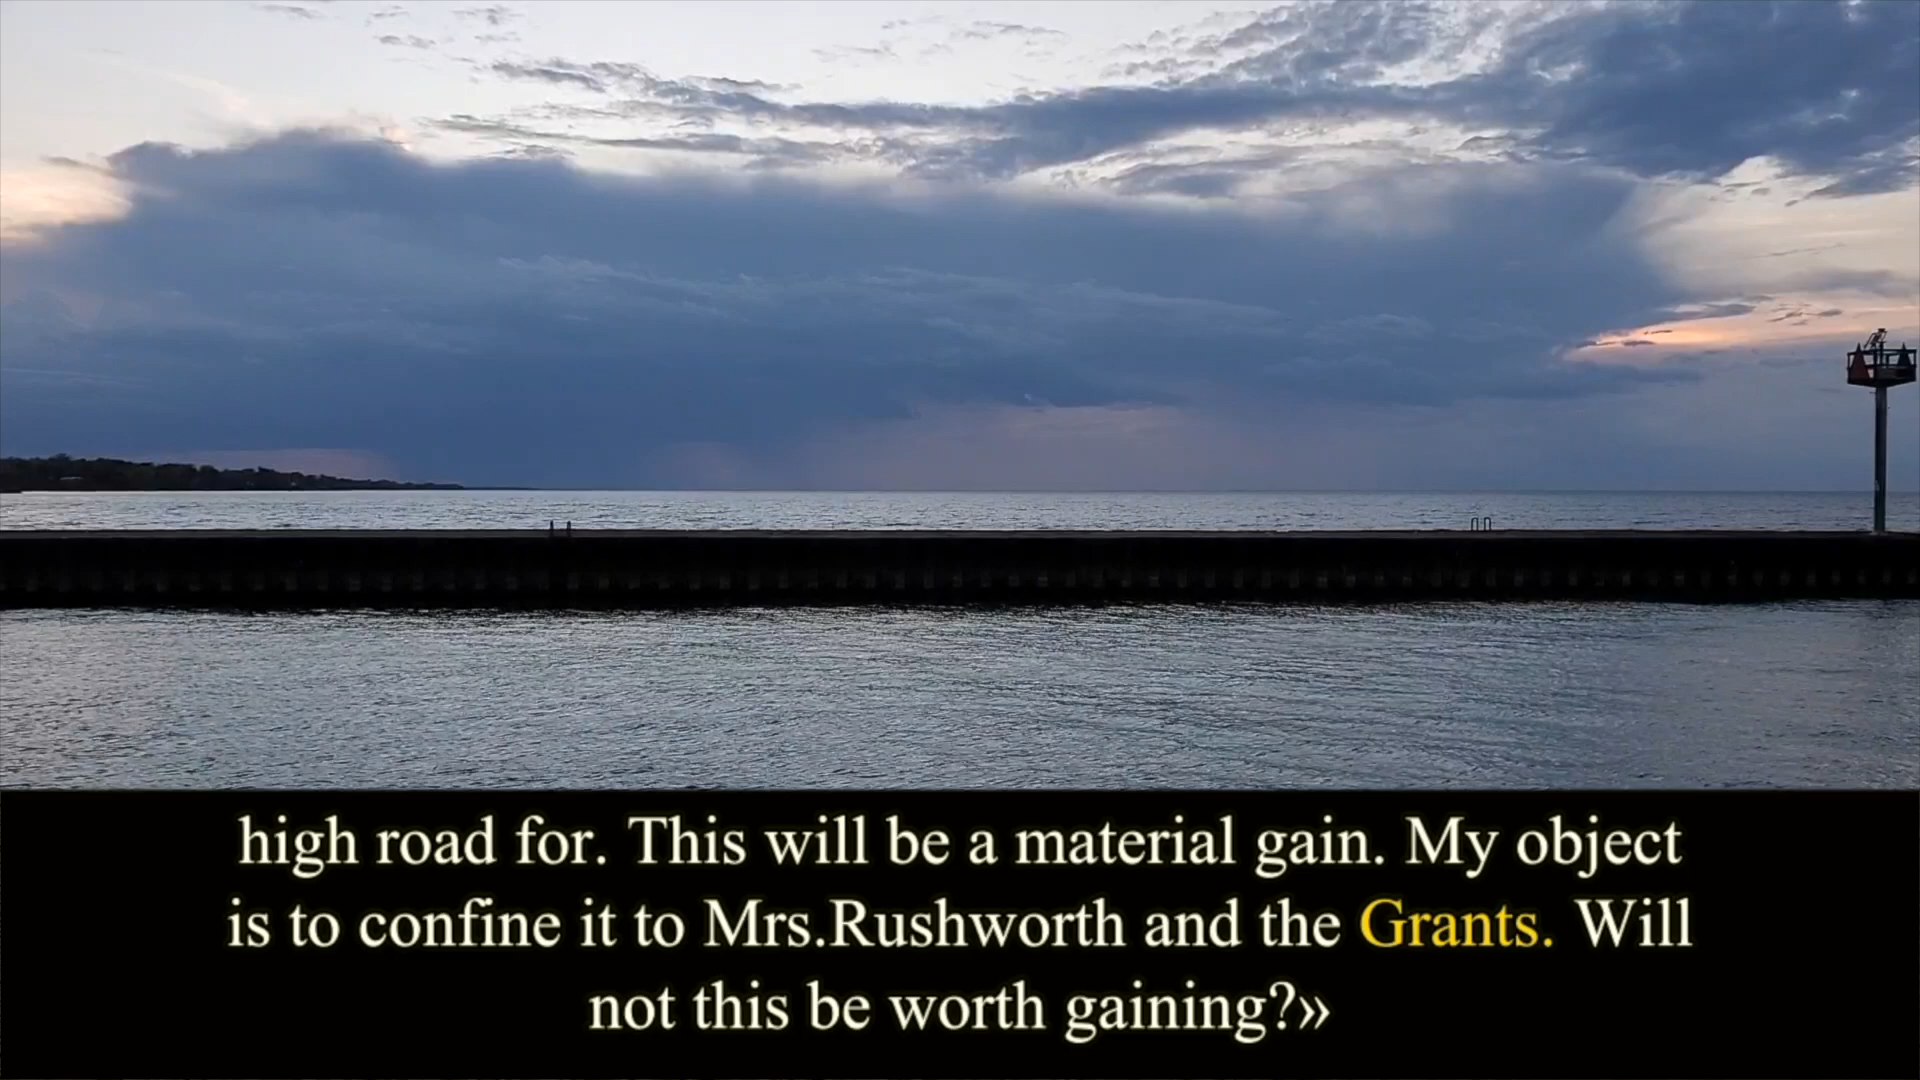 high road for. This will be a material gain. My object
is to confine it to Mrs.Rushworth and the Grants. Will
not this be worth gaining?»